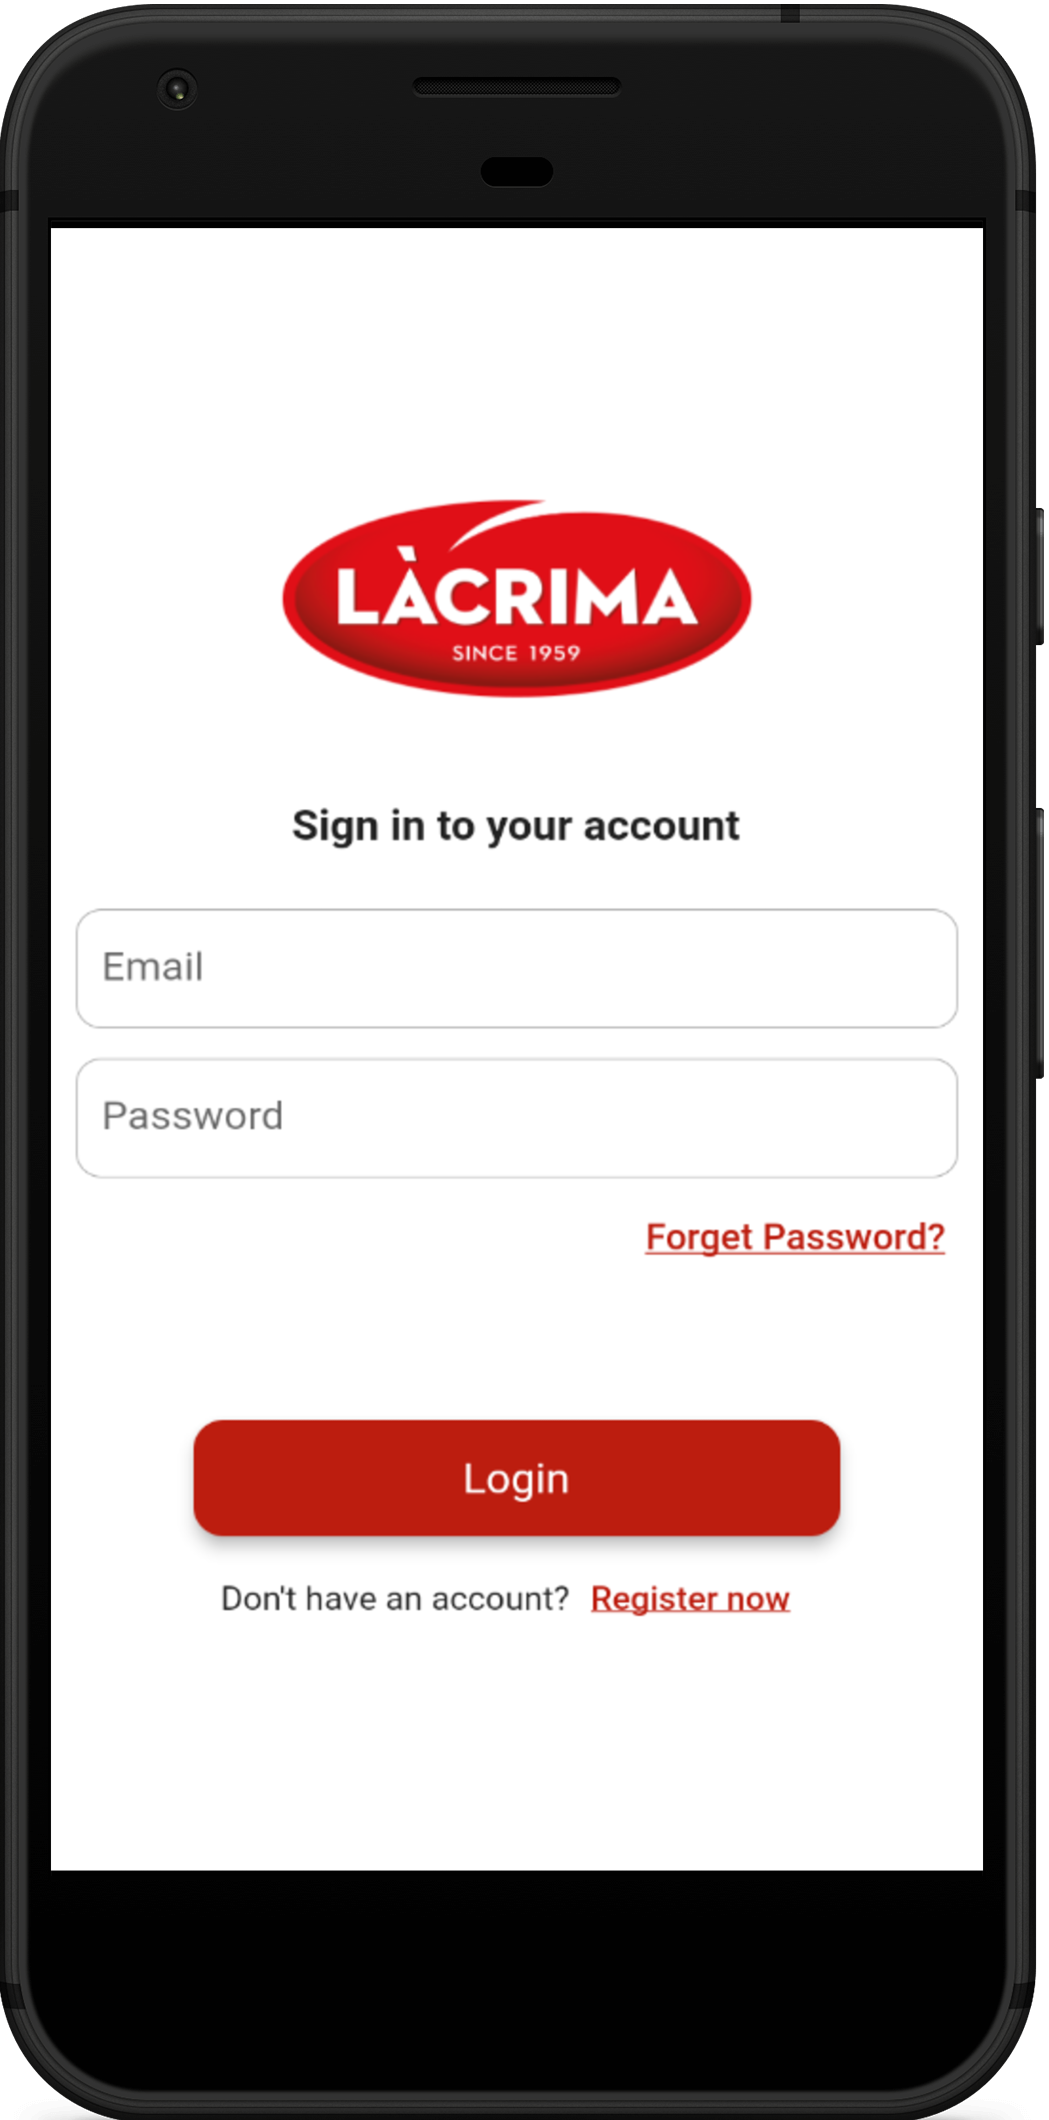 LÀCRIMA
SINCE 1959
Sign in to your account
Email
Password
Forget Password?
Login
Don't have an account? Register now